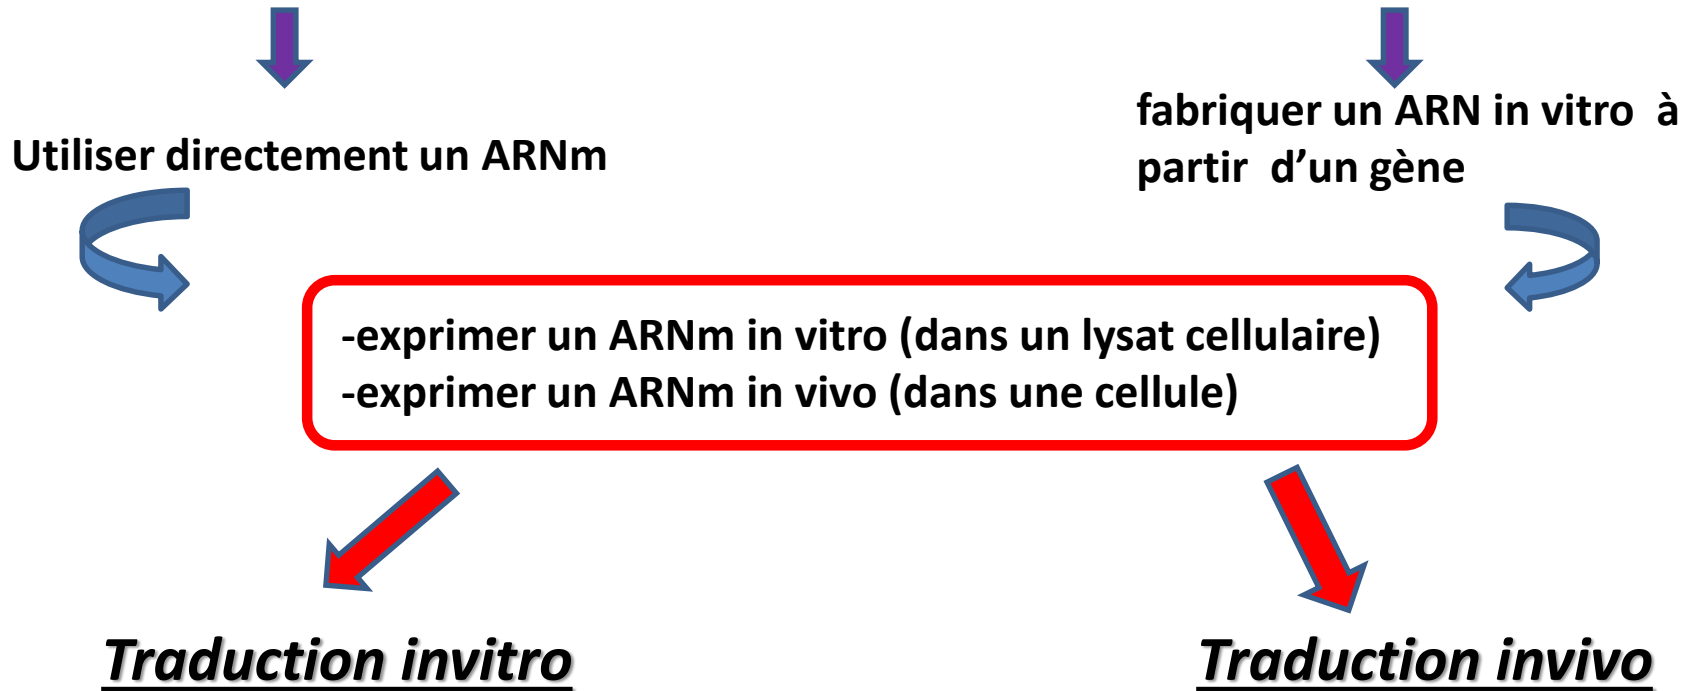 Utiliser directement un ARNm
fabriquer un ARN in vitro à
partir d’un gène
-exprimer un ARNm in vitro (dans un lysat cellulaire)
-exprimer un ARNm in vivo (dans une cellule)
Traduction invitro
Traduction invivo